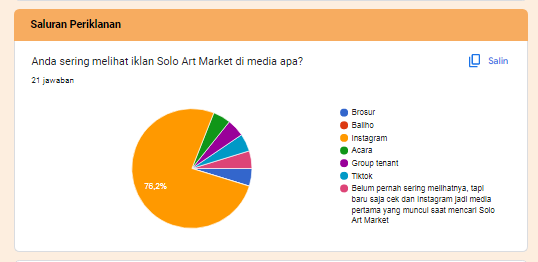 Saluran Periklanan
Anda sering melihat iklan Solo Art Market di media apa?
Salin
21 jawaban
76,2%
Brosur
Baliho
Instagram
Acara
Group tenant
Tiktok
Belum pernah sering melihatnya, tapi
baru saja cek dan Instagram jadi media
pertama yang muncul saat mencari Solo
Art Market